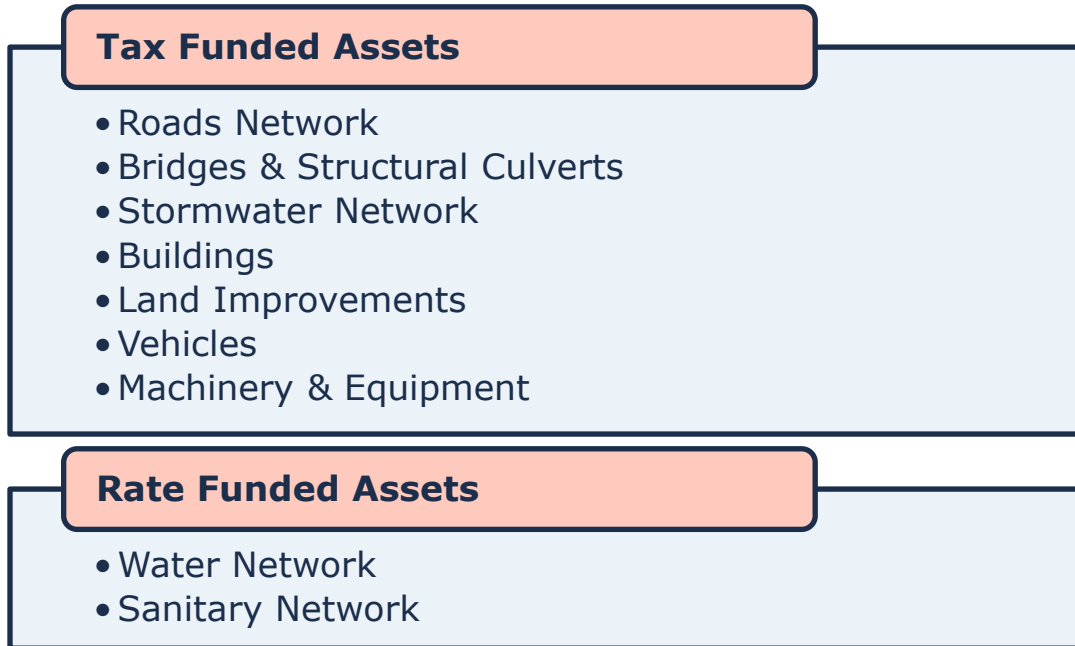 Tax Funded Assets
• Roads Network
• Bridges & Structural Culverts
• Stormwater Network
• Buildings
• Land Improvements
• Vehicles
• Machinery & Equipment
Rate Funded Assets
• Water Network
• Sanitary Network